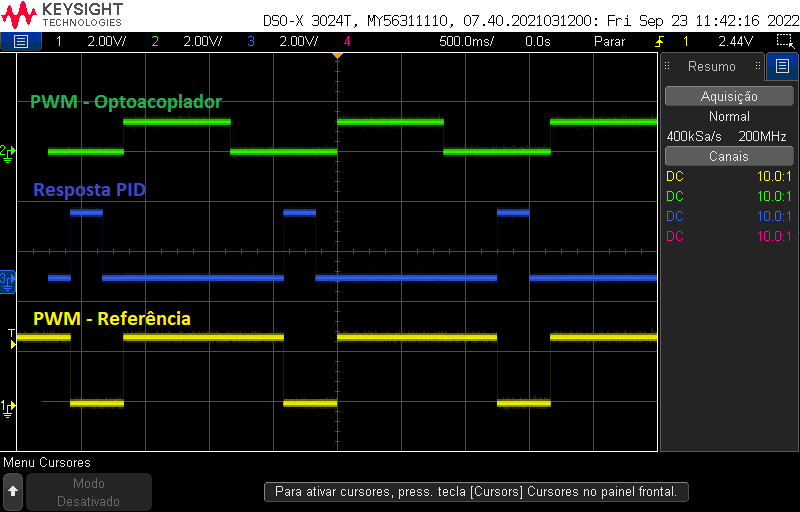 KEYSIGHT
TECHNOLOGIES
DSO-X 3024T, MY56311110, 07.40.2021031200: Fri Sep 23 11:42:16 2022
1 2.00V/ 2 2.00V/ 3 2.00V/ 4 500.0ms/ 0.0s Parar 1 2.44V
Resumo
PWM - Optoacoplador
Aquisição
Normal
400kSa/s 200MHz
2
Canais
DC 10.0:1
Resposta PID
DC 10.0:1
DC 10.0:1
DC 10.0:1
3
PWM - Referência
T
1
Menu Cursores
Modo
Desativado
Para ativar cursores, press. tecla [Cursors] Cursores no painel frontal.